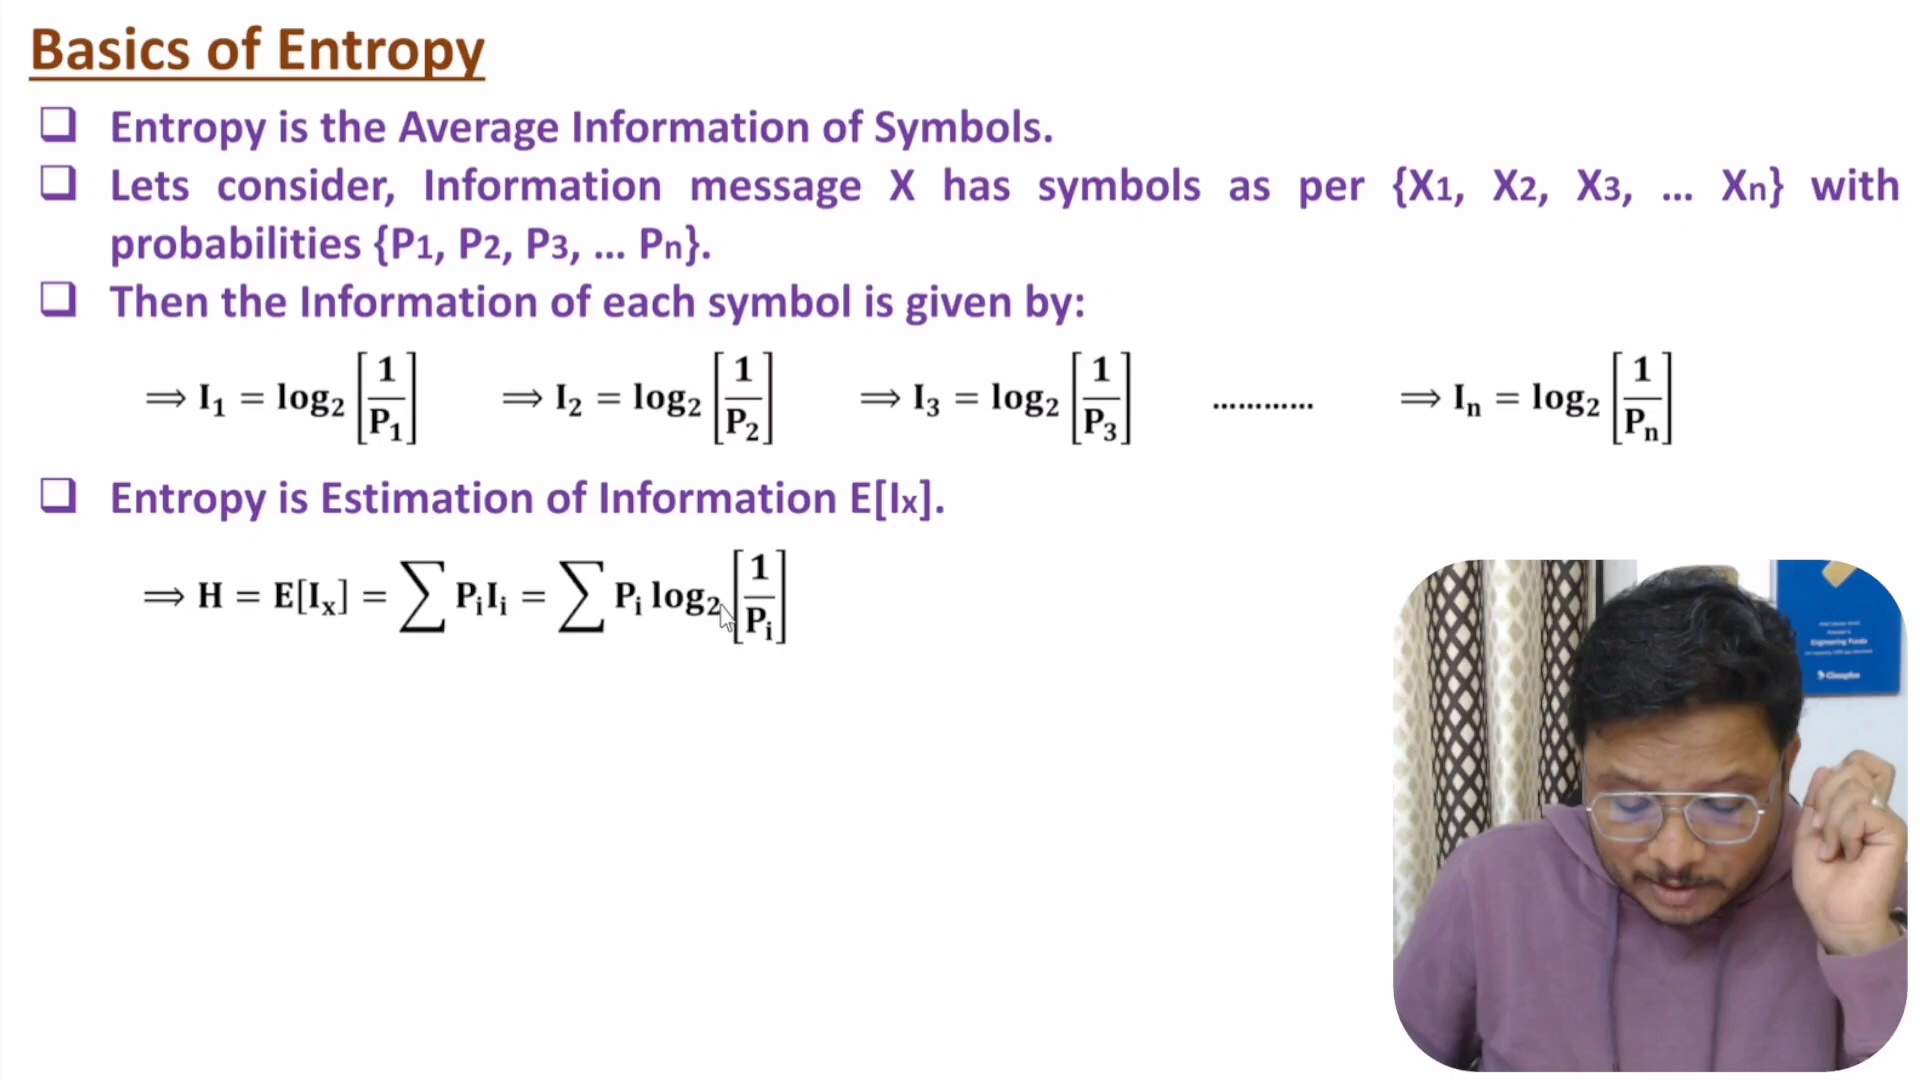 Basics of Entropy
❑ Entropy is the Average Information of Symbols.
❑ Lets consider, Information message X has symbols as per {X1, X2, X3, ... Xn} with
probabilities {P1, P2, P3, ... Pn}.
❑ Then the Information of each symbol is given by:
⟹ I₁ = log₂ [1/P₁] ⟹ I₂ = log₂ [1/P₂] ⟹ I₃ = log₂ [1/P₃] ............ ⟹ Iₙ = log₂ [1/Pₙ]
❑ Entropy is Estimation of Information E[Ix].
⟹ H = E[Iₓ] = ∑ PᵢIᵢ = ∑ Pᵢ log₂ [1/Pᵢ]
Engineering Funda
Classplus